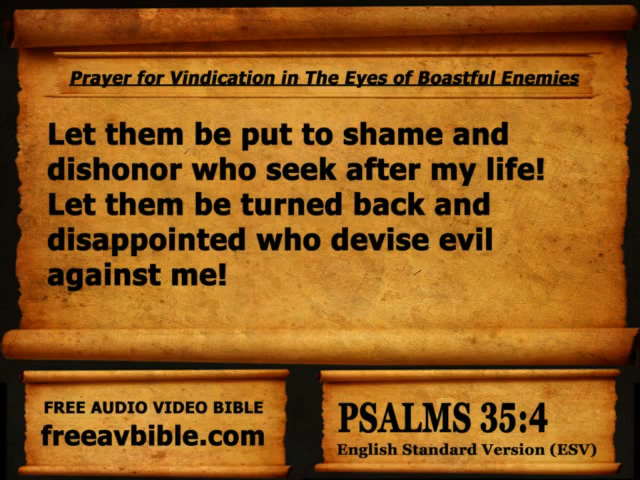 Prayer for Vindication in The Eyes of Boastful Enemies
Let them be put to shame and
dishonor who seek after my life!
Let them be turned back and
disappointed who devise evil
against me!
FREE AUDIO VIDEO BIBLE
freeavbible.com
PSALMS 35:4
English Standard Version (ESV)